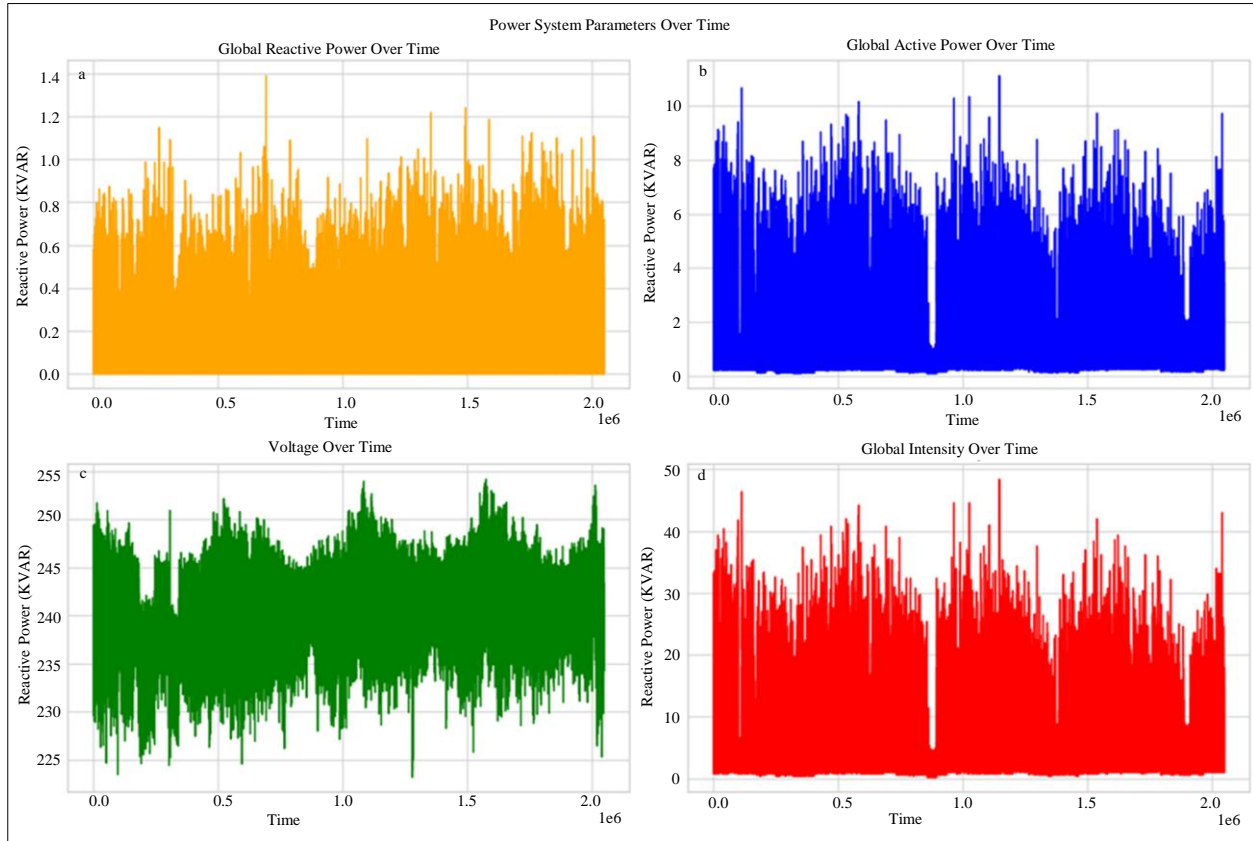 Power System Parameters Over Time
Global Reactive Power Over Time
a
1.4
1.2
1.0
0.8
0.6
0.4
0.2
0.0
Reactive Power (KVAR)
0.0 0.5 1.0 1.5 2.0
1e6
Time
Global Active Power Over Time
b
10
8
6
4
2
0
Reactive Power (KVAR)
0.0 0.5 1.0 1.5 2.0
1e6
Time
Voltage Over Time
c
255
250
245
240
235
230
225
Reactive Power (KVAR)
0.0 0.5 1.0 1.5 2.0
1e6
Time
Global Intensity Over Time
d
50
40
30
20
10
0
Reactive Power (KVAR)
0.0 0.5 1.0 1.5 2.0
1e6
Time